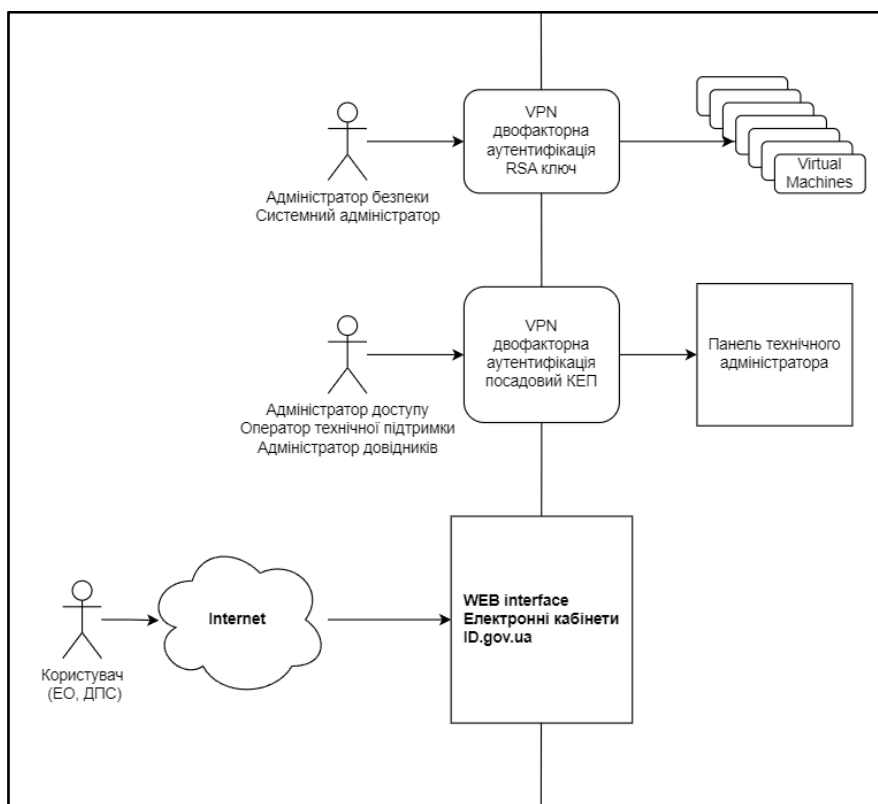 VPN
двофакторна
аутентифікація
RSA ключ
Virtual
Machines
Адміністратор безпеки
Системний адміністратор
VPN
двофакторна
аутентифікація
посадовий КЕП
Панель технічного
адміністратора
Адміністратор доступу
Оператор технічної підтримки
Адміністратор довідників
Internet
WEB interface
Електронні кабінети
ID.gov.ua
Користувач
(ЕО, ДПС)